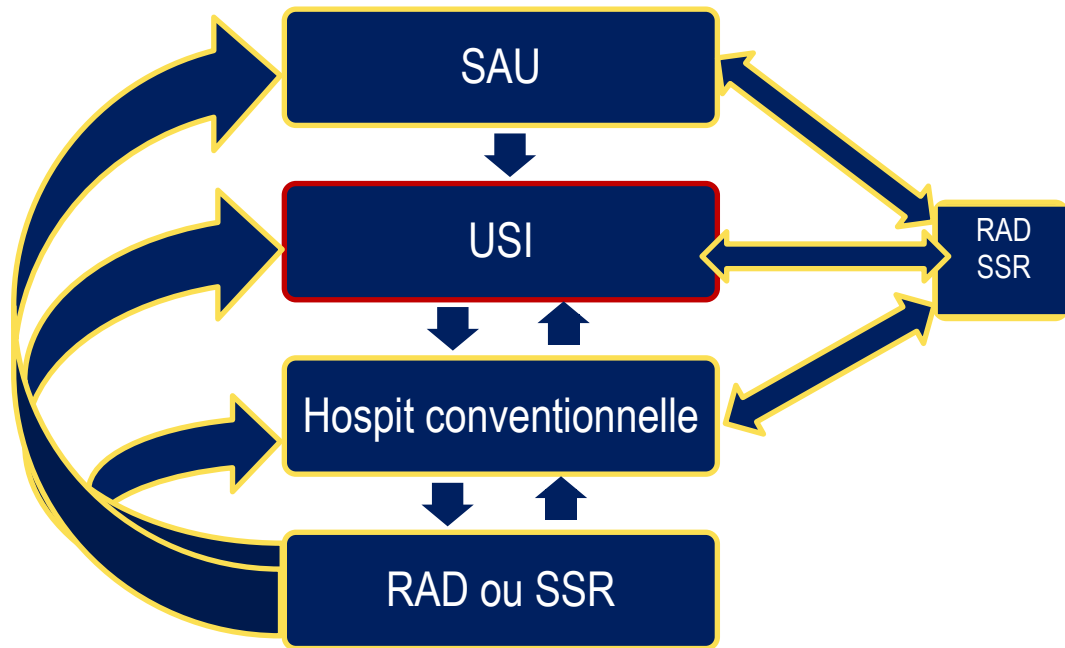 SAU
USI
RAD
SSR
Hospit conventionnelle
RAD ou SSR